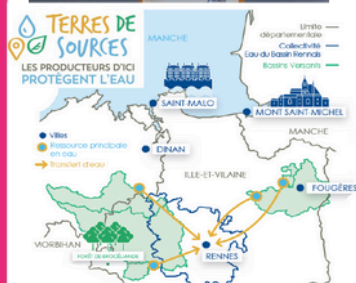 TERRES DE
SOURCES
LES PRODUCTEURS D'ICI
PROTÈGENT L'EAU
MANCHE
Limite
départementale
Collectivité
Eau du Bassin Rennais
Bassins Versants
SAINT-MALO
MONT SAINT MICHEL
MANCHE
Villes
Ressource principale
en eau
Transfert d'eau
DINAN
ILLE-ET-VILAINE
FOUGÈRES
MORBIHAN
FORÊT DE BROCÉLIANDE
RENNES